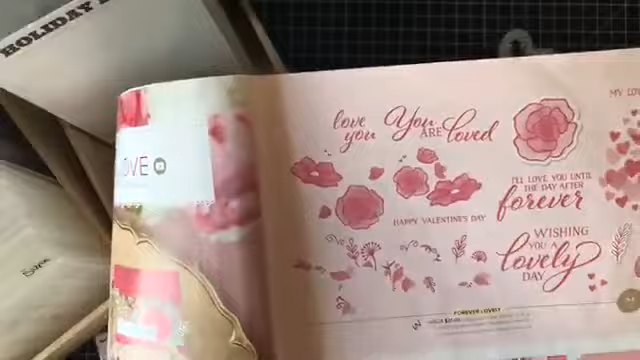 HOLIDAY
OVE
love
you
You
ARE loved
MY LO
I'LL LOVE YOU UNTIL
THE DAY AFTER
forever
HAPPY VALENTINE'S DAY
WISHING
YOU A
lovely
DAY
FOREVER LOVELY